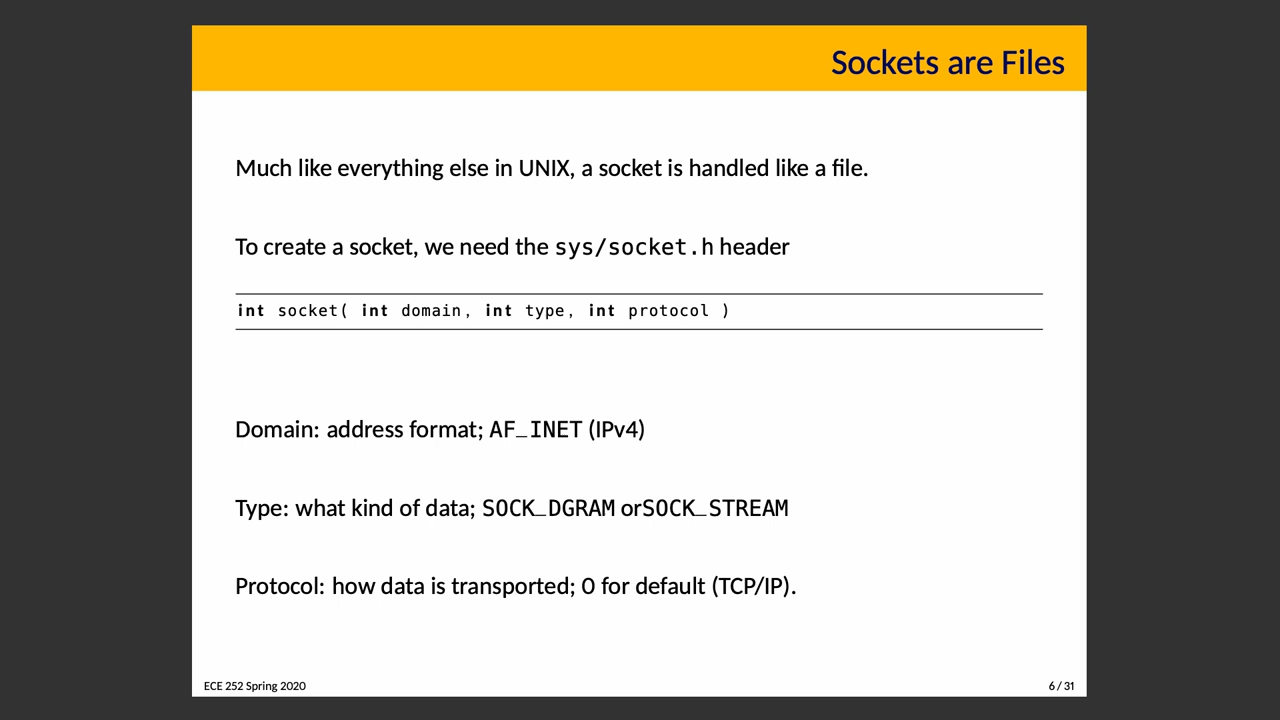 Sockets are Files
Much like everything else in UNIX, a socket is handled like a file.
To create a socket, we need the sys/socket.h header
int socket( int domain, int type, int protocol )
Domain: address format; AF_INET (IPv4)
Type: what kind of data; SOCK_DGRAM orSOCK_STREAM
Protocol: how data is transported; 0 for default (TCP/IP).
ECE 252 Spring 2020
6 / 31